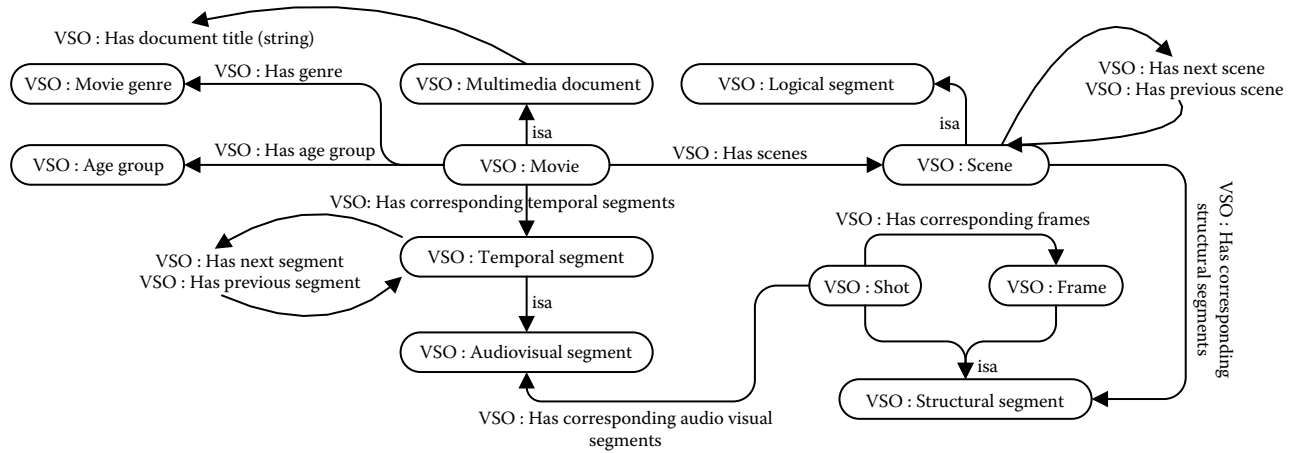 VSO : Has document title (string)
VSO : Movie genre
VSO : Has genre
VSO : Multimedia document
VSO : Logical segment
VSO : Has next scene
VSO : Has previous scene
isa
isa
VSO : Age group
VSO : Has age group
VSO : Movie
VSO : Has scenes
VSO : Scene
VSO: Has corresponding temporal segments
VSO : Has corresponding
structural segments
VSO : Has corresponding frames
VSO : Has next segment
VSO : Has previous segment
VSO : Temporal segment
VSO : Shot
VSO : Frame
isa
VSO : Audiovisual segment
isa
VSO : Structural segment
VSO : Has corresponding audio visual
segments